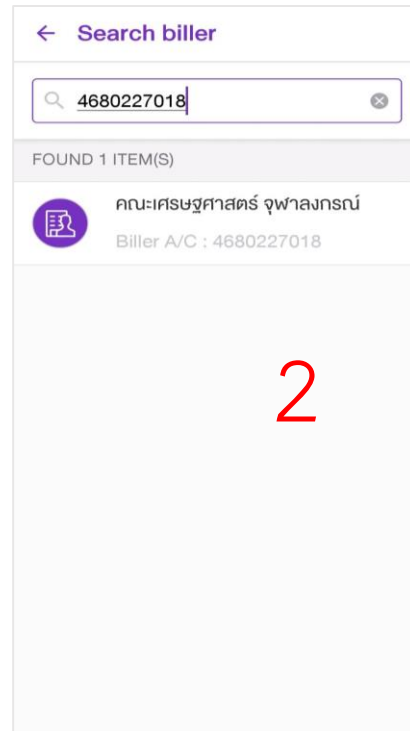 ← Search biller
4680227018
FOUND 1 ITEM(S)
คณะเศรษฐศาสตร์ จุฬาลงกรณ์
Biller A/C : 4680227018
2